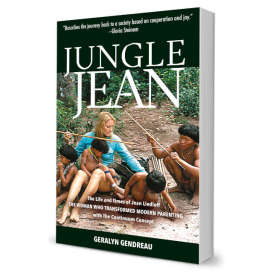 "Describes the journey back to a society based on cooperation and joy."
—Gloria Steinem
JUNGLE
JEAN
The Life and Times of Jean Liedloff
THE WOMAN WHO TRANSFORMED MODERN PARENTING
with the Continuum Concept
GERALYN GENDREAU